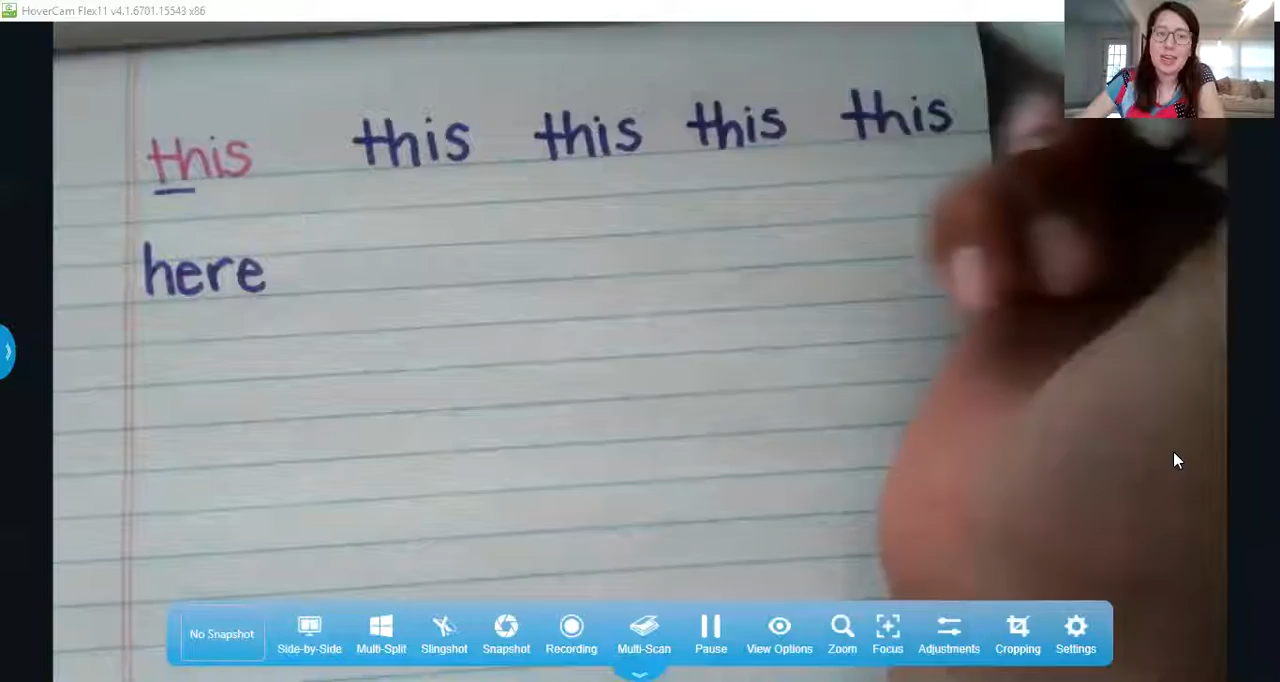 HoverCam Flex11 v4.1.6701.15543 x86
this this this this this
here
No Snapshot Side-by-Side Multi-Split Slingshot Snapshot Recording Multi-Scan Pause View Options Zoom Focus Adjustments Cropping Settings